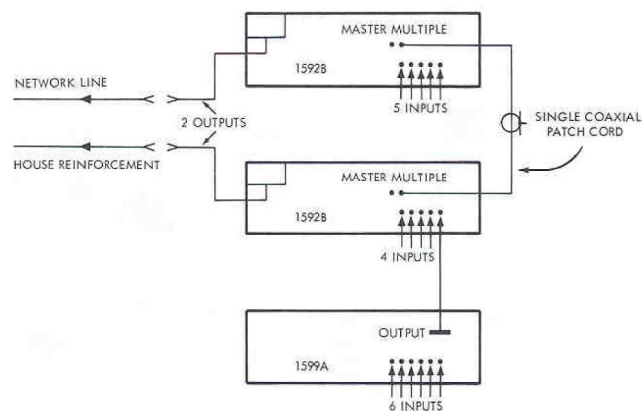 MASTER MULTIPLE
1592B
5 INPUTS
NETWORK LINE
2 OUTPUTS
HOUSE REINFORCEMENT
SINGLE COAXIAL
PATCH CORD
MASTER MULTIPLE
1592B
4 INPUTS
OUTPUT
1599A
6 INPUTS